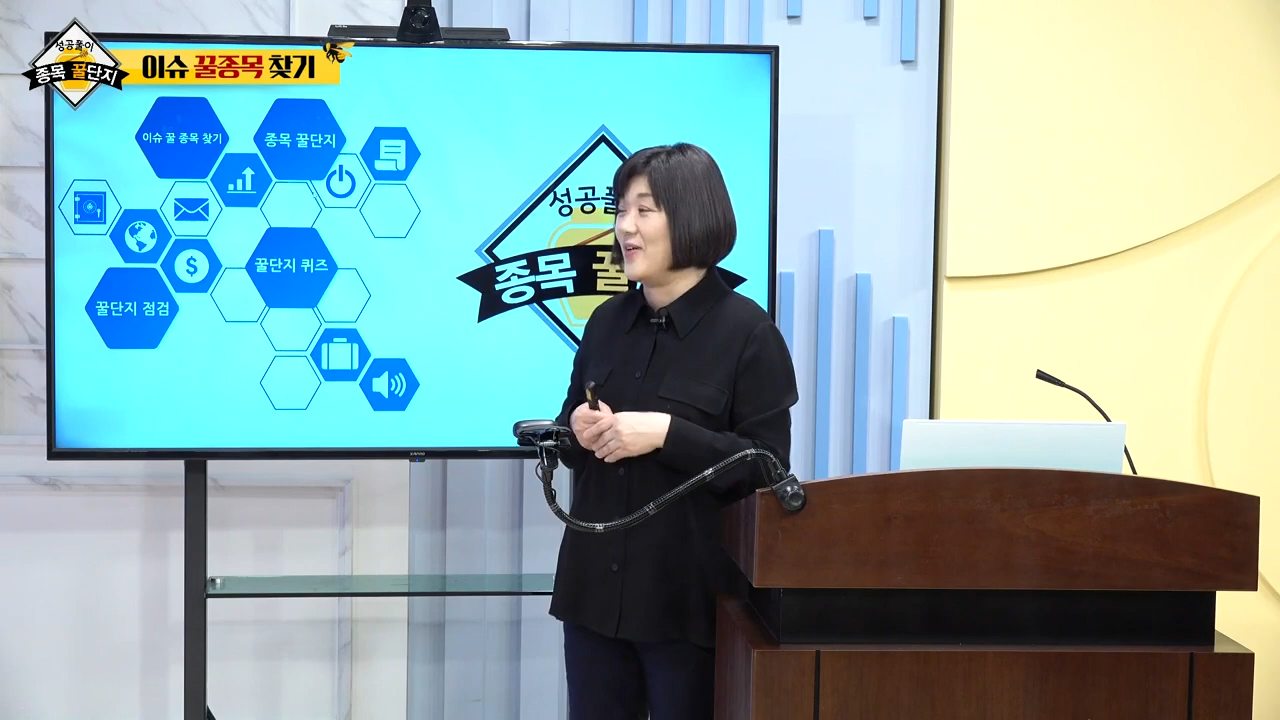 성공풀이
종목 꿀단지
이슈 꿀종목 찾기
이슈 꿀 종목 찾기
종목 꿀단지
꿀단지 퀴즈
꿀단지 점검
$
성공풀
종목 꿀